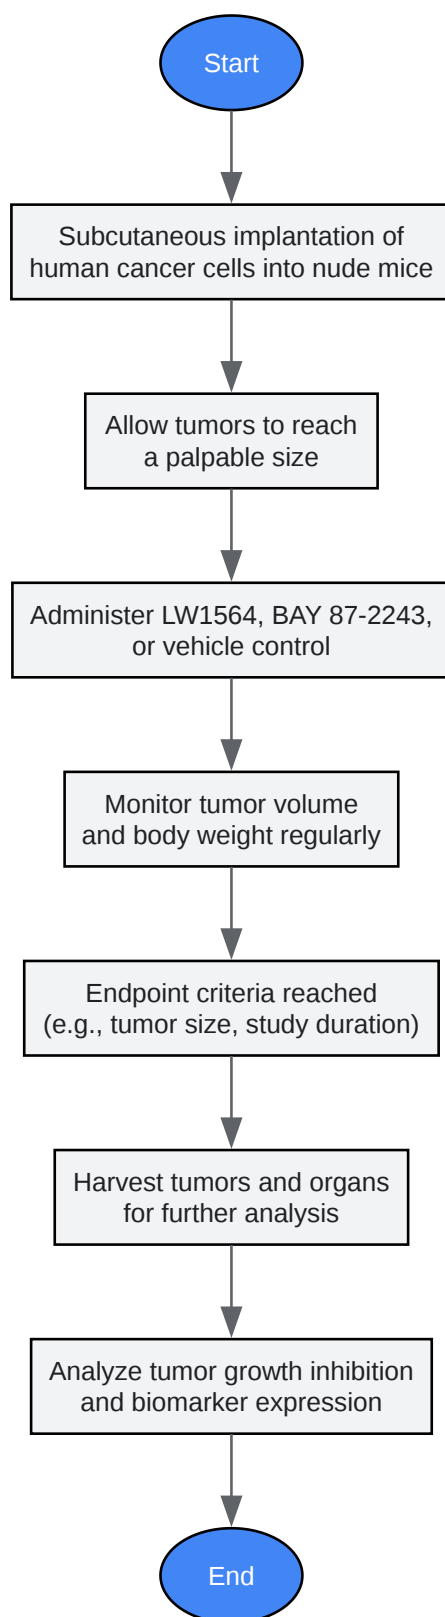 Start
Subcutaneous implantation of
human cancer cells into nude mice
Allow tumors to reach
a palpable size
Administer LW1564, BAY 87-2243,
or vehicle control
Monitor tumor volume
and body weight regularly
Endpoint criteria reached
(e.g., tumor size, study duration)
Harvest tumors and organs
for further analysis
Analyze tumor growth inhibition
and biomarker expression
End